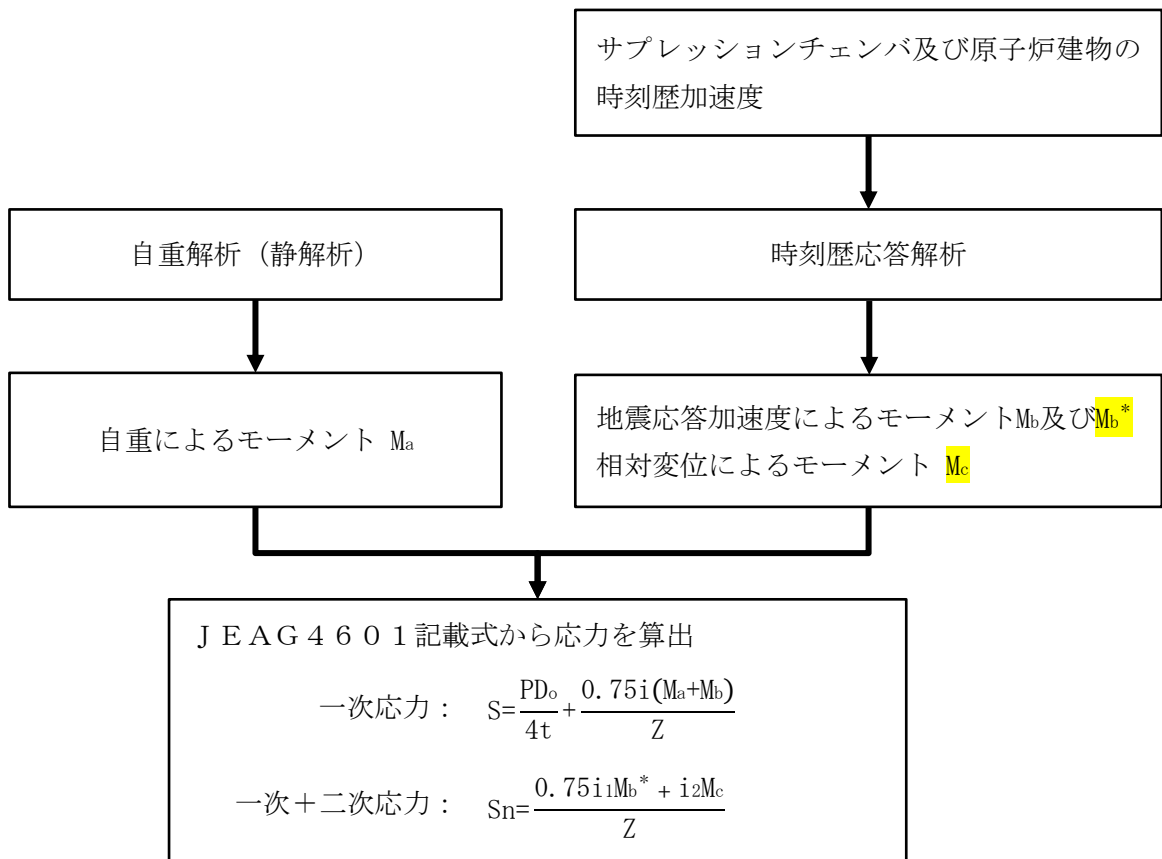 サプレッションチェンバ及び原子炉建物の
時刻歴加速度
自重解析（静解析）
時刻歴応答解析
自重によるモーメント Ma
地震応答加速度によるモーメントMb及びMb*
相対変位によるモーメント Mc
ＪＥＡＧ４６０１記載式から応力を算出
一次応力： S=PDo/4t+0.75i(Ma+Mb)/Z
一次＋二次応力： Sn=0.75i1Mb*+i2Mc/Z